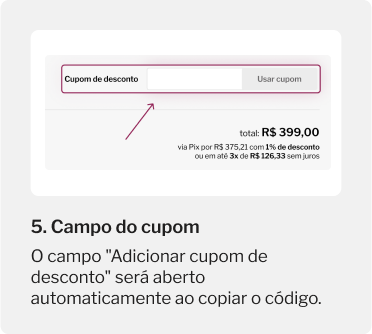 Cupom de desconto Usar cupom
total: R$ 399,00
via Pix por R$ 375,21 com 1% de desconto
ou em até 3x de R$ 126,33 sem juros
5. Campo do cupom
O campo "Adicionar cupom de
desconto" será aberto
automaticamente ao copiar o código.